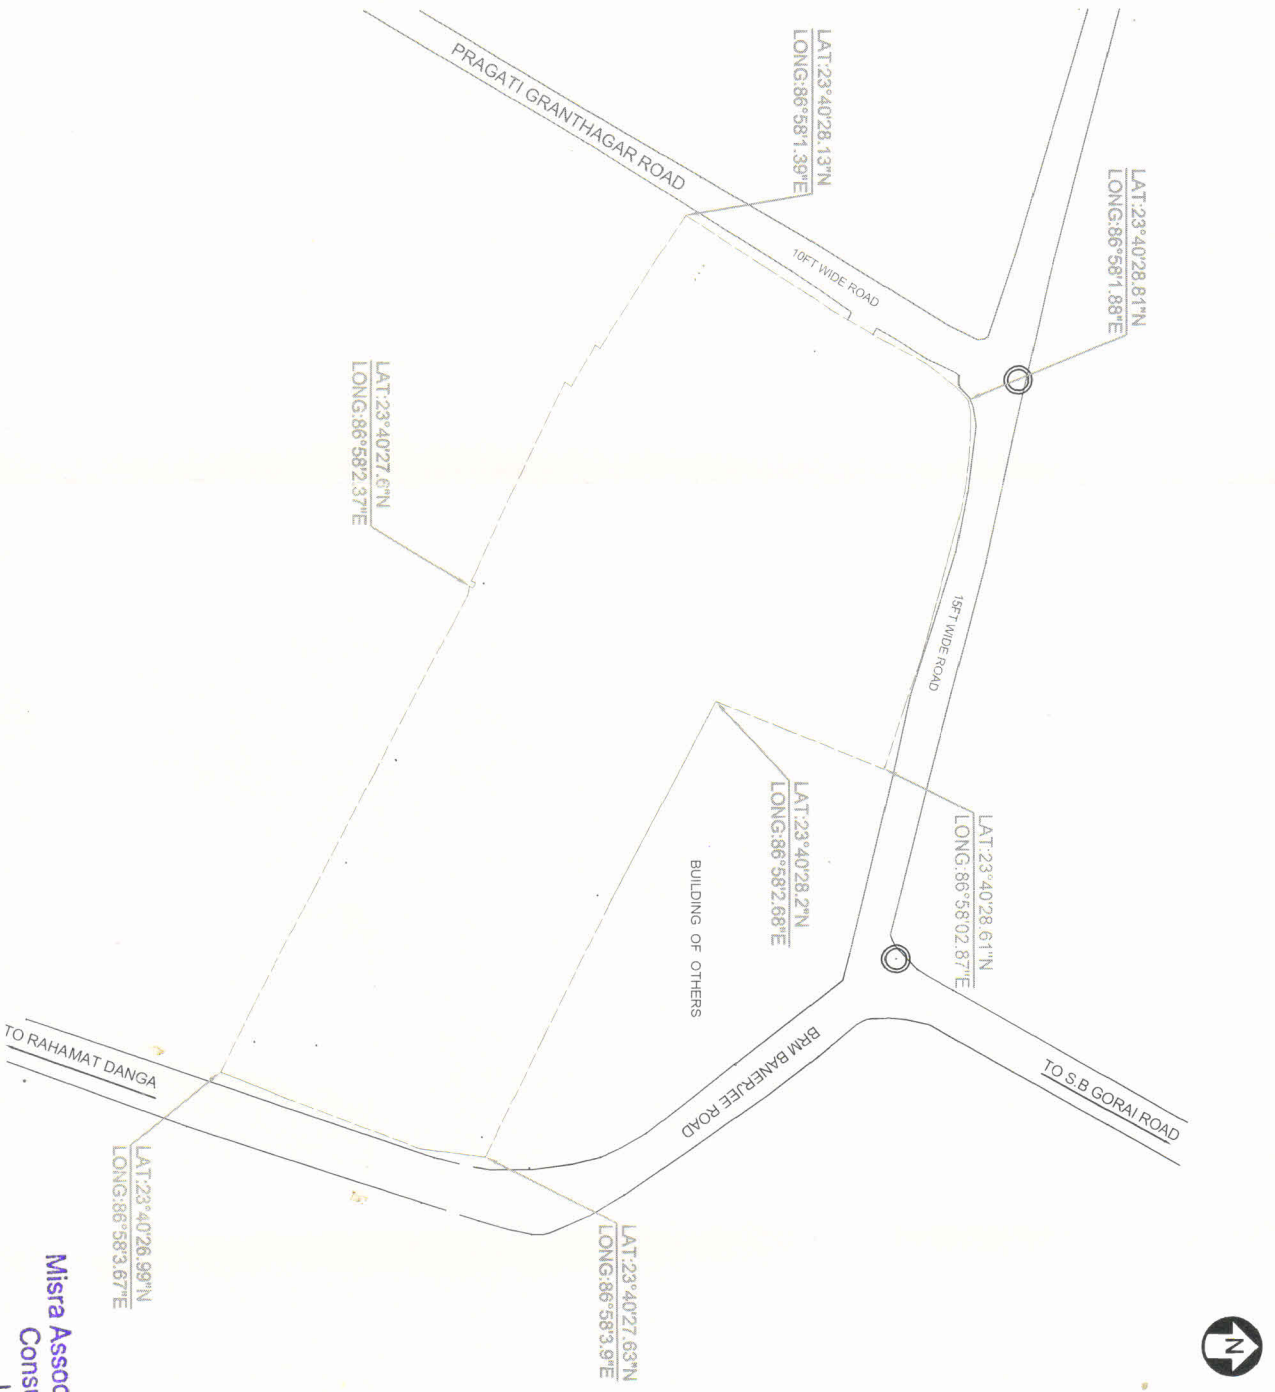 LAT:23°40'28.81"N
LONG:86°58'1.88"E
LAT:23°40'28.13"N
LONG:86°58'1.39"E
PRAGATI GRANTHAGAR ROAD
10FT WIDE ROAD
15FT WIDE ROAD
LAT:23°40'27.6"N
LONG:86°58'2.37"E
LAT:23°40'28.61"N
LONG:86°58'02.87"E
LAT:23°40'28.2"N
LONG:86°58'2.68"E
BUILDING OF OTHERS
TO S.B GORAI ROAD
BRM BANERJEE ROAD
TO RAHAMAT DANGA
LAT:23°40'27.63"N
LONG:86°58'3.9"E
LAT:23°40'26.99"N
LONG:86°58'3.67"E
N
Misra Assoc
Cons